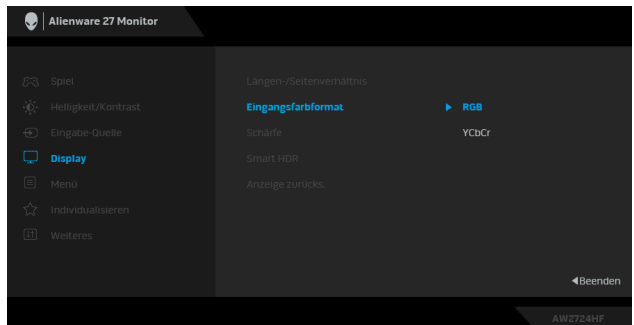 Alienware 27 Monitor
Spiel
Helligkeit/Kontrast
Eingabe-Quelle
Display
Menü
Individualisieren
Weiteres
Längen-/Seitenverhältnis
Eingangsfarbformat
RGB
Schärfe
YCbCr
Smart HDR
Anzeige zurücks.
Beenden
AW2724HF